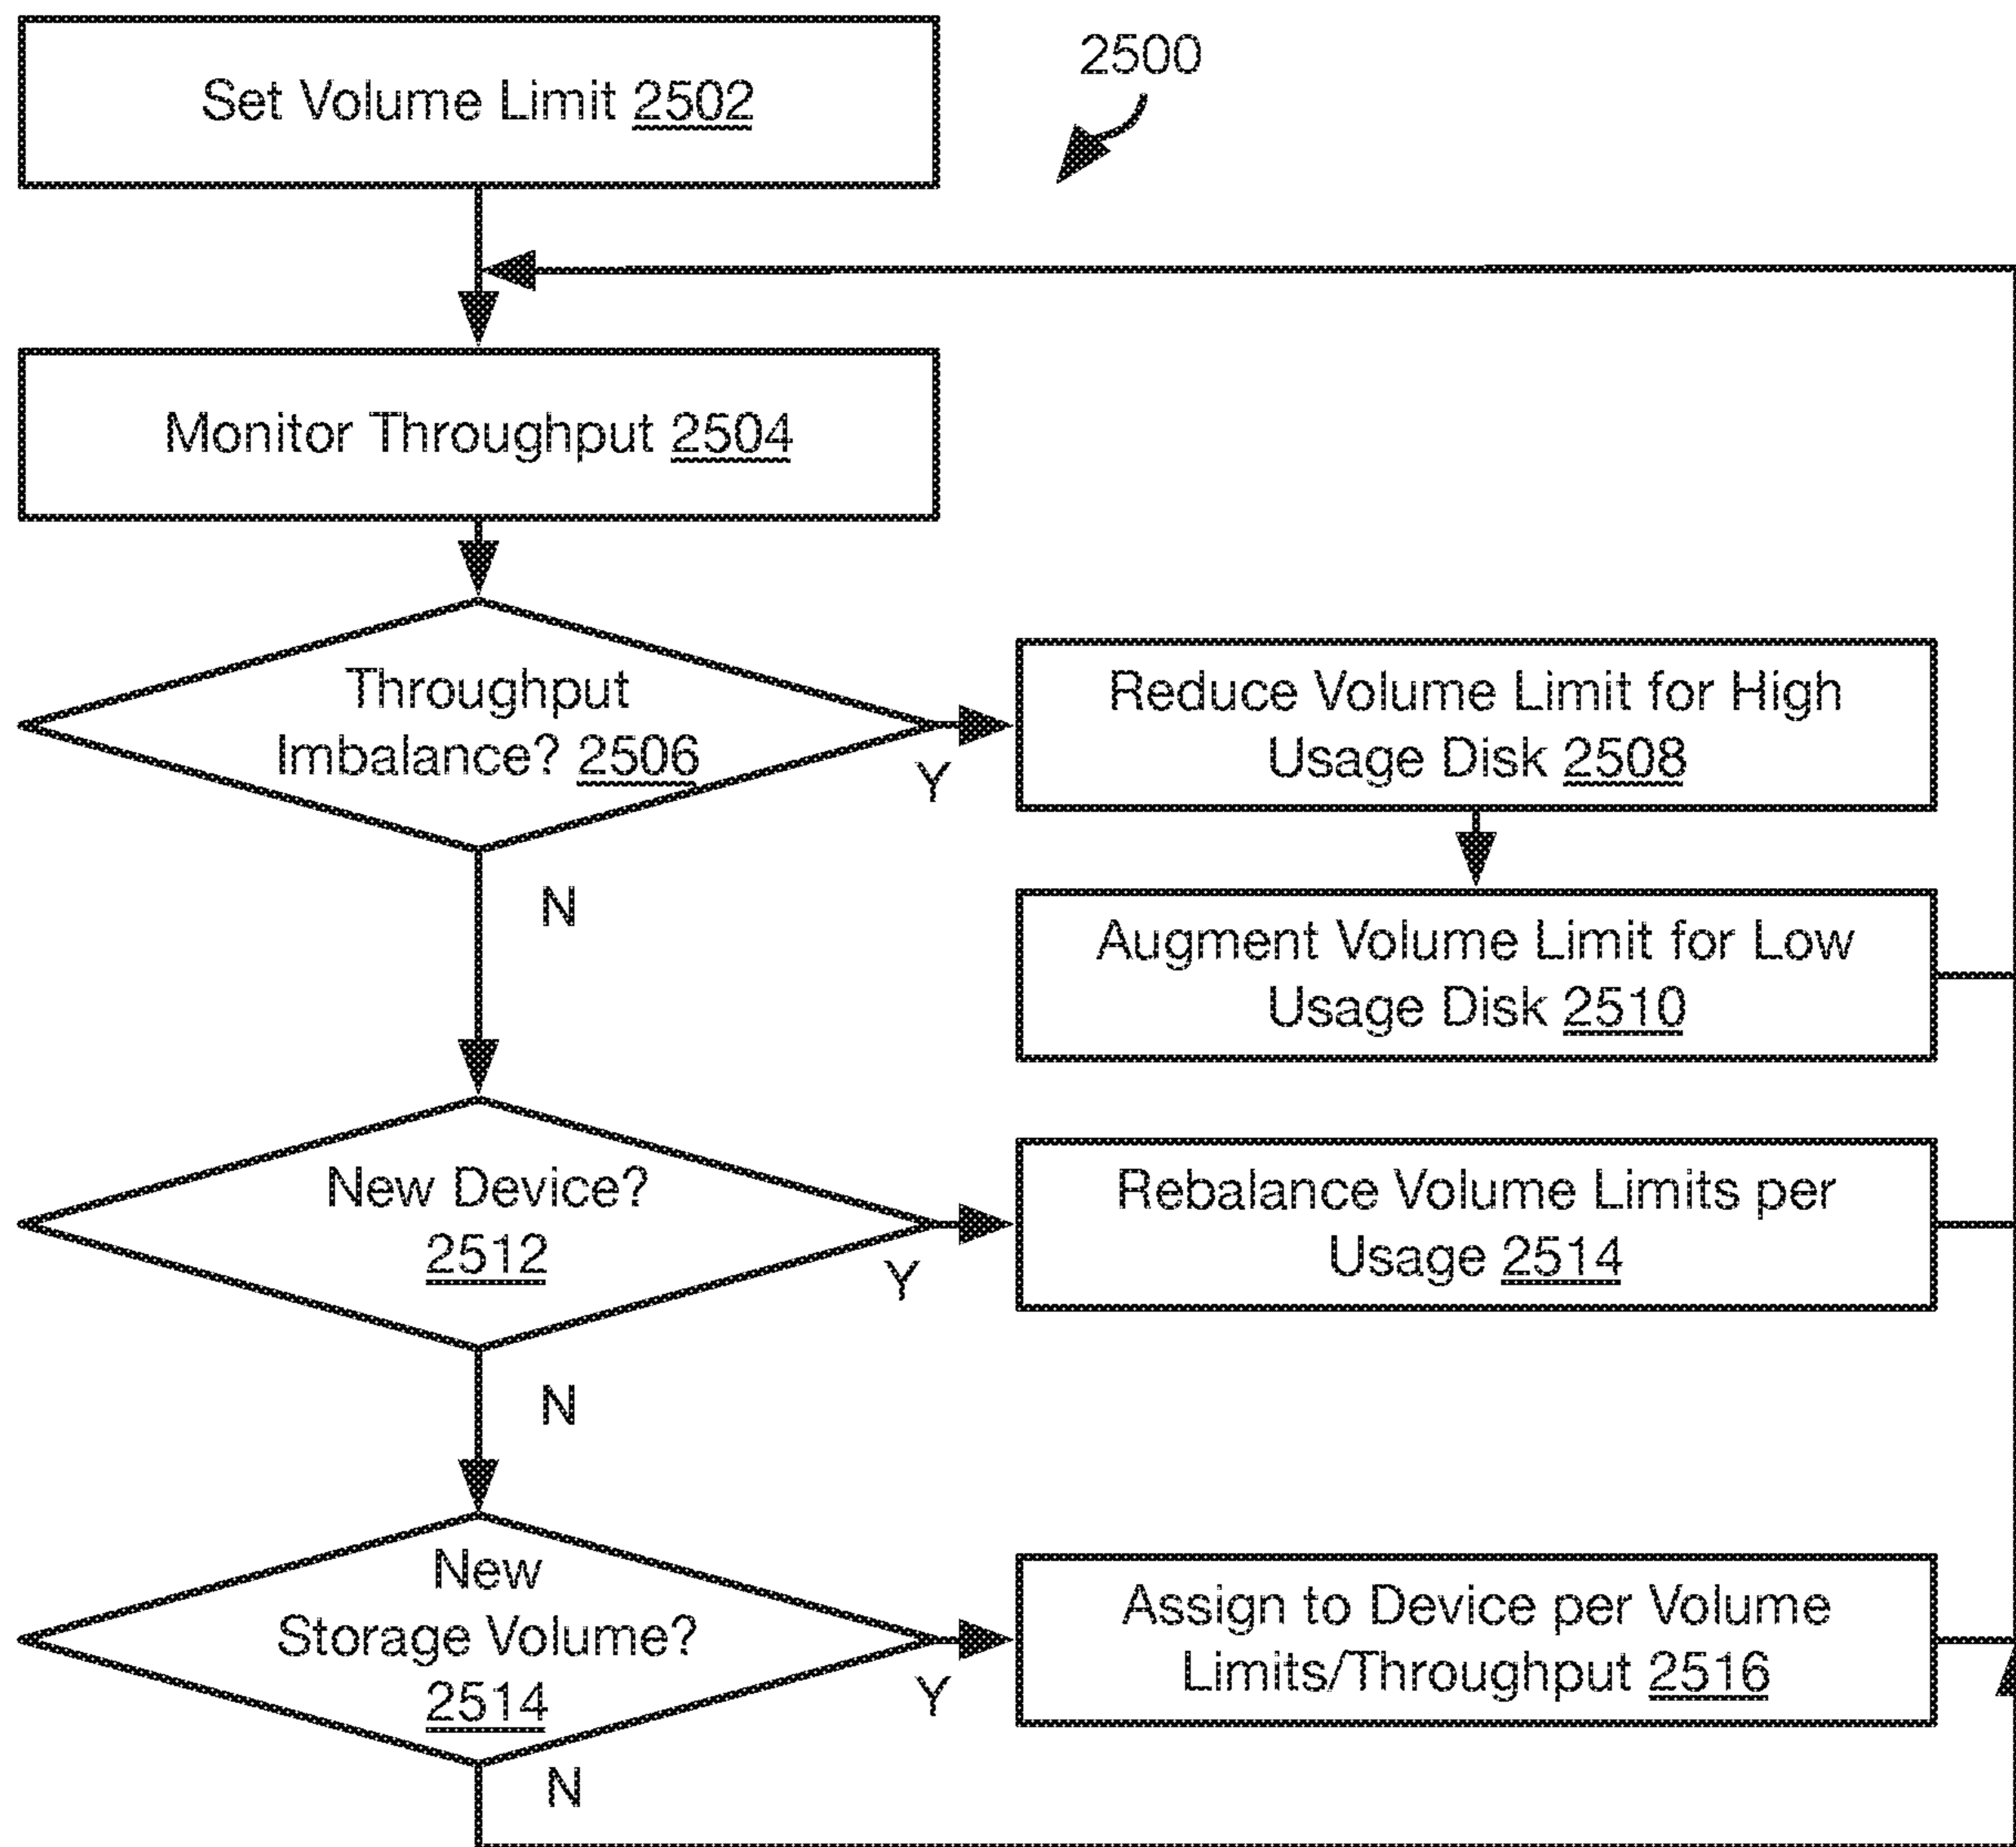 Set Volume Limit 2502
2500
Monitor Throughput 2504
Throughput
Imbalance? 2506
Y
Reduce Volume Limit for High
Usage Disk 2508
N
Augment Volume Limit for Low
Usage Disk 2510
New Device?
2512
Y
Rebalance Volume Limits per
Usage 2514
N
New
Storage Volume?
2514
Y
Assign to Device per Volume
Limits/Throughput 2516
N